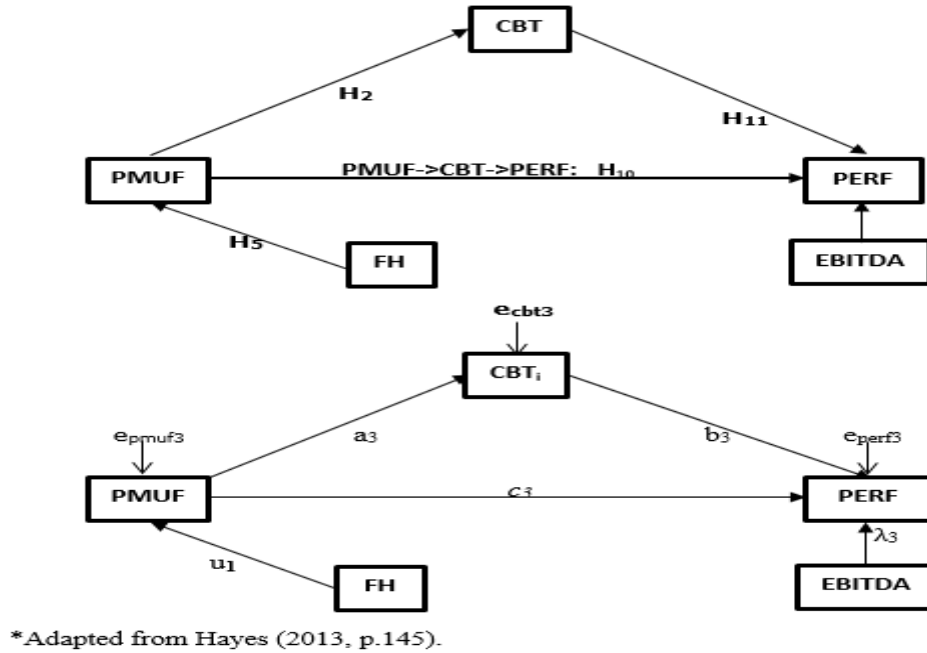 CBT
H₂
H₁₁
PMUF
PMUF->CBT->PERF: H₁₀
PERF
H₅
FH
EBITDA
ecbt3
CBTᵢ
epmuf3
a₃
b₃
eperf3
PMUF
c₃
PERF
λ₃
u₁
FH
EBITDA
*Adapted from Hayes (2013, p.145).